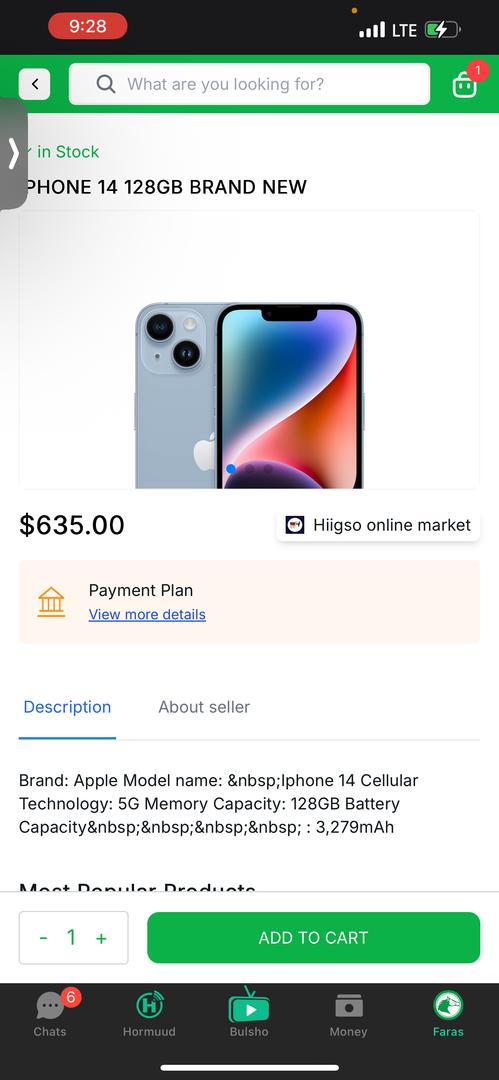 9:28
LTE
What are you looking for?
1
in Stock
PHONE 14 128GB BRAND NEW
$635.00
Hiigso online market
Payment Plan
View more details
Description
About seller
Brand: Apple Model name: &nbsp;Iphone 14 Cellular
Technology: 5G Memory Capacity: 128GB Battery
Capacity&nbsp;&nbsp;&nbsp;&nbsp; : 3,279mAh
Most Popular Products
- 1 +
ADD TO CART
6
Chats
Hormuud
Bulsho
Money
Faras